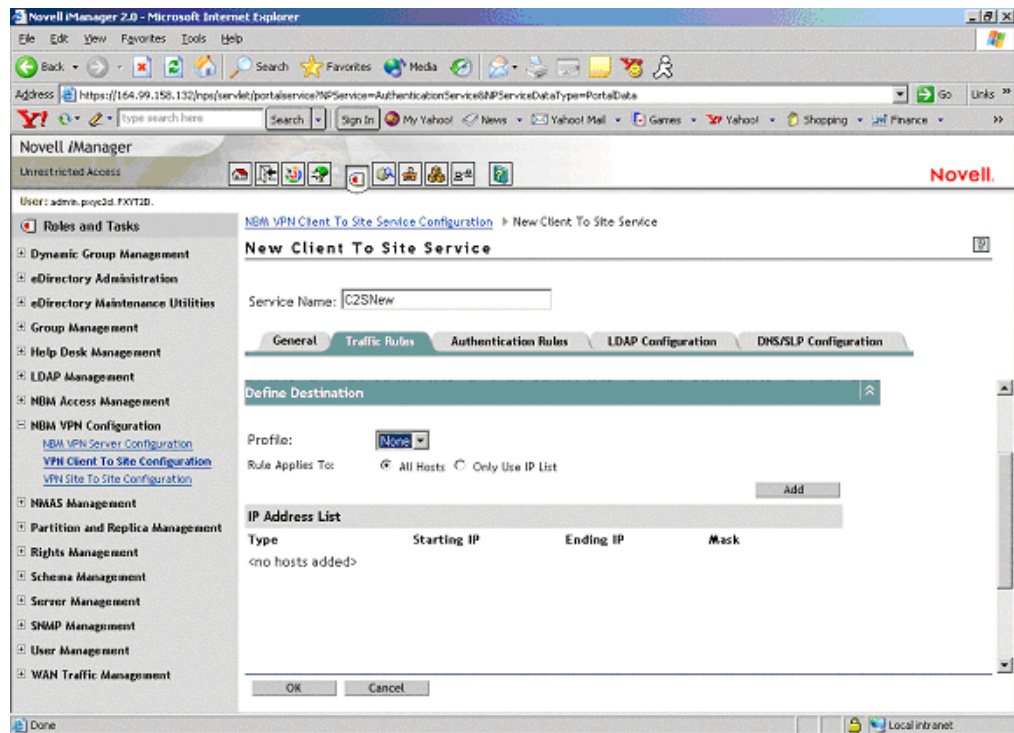 Novell iManager 2.0 - Microsoft Internet Explorer
File Edit View Favorites Tools Help
Back Search Favorites Media
Address https://164.99.158.132/nps/servlet/portalservice?NPService=AuthenticationService&NPServiceDataType=PortalData Go Links »
Y! type search here Search Sign In My Yahoo! News Yahoo! Mail Games Yahoo! Shopping Finance »
Novell iManager
Unrestricted Access
Novell.
User: admin.pxyc2d.PXYT2D.
Roles and Tasks
Dynamic Group Management
eDirectory Administration
eDirectory Maintenance Utilities
Group Management
Help Desk Management
LDAP Management
NBM Access Management
NBM VPN Configuration
NBM VPN Server Configuration
VPN Client To Site Configuration
VPN Site To Site Configuration
NMAS Management
Partition and Replica Management
Rights Management
Schema Management
Server Management
SNMP Management
User Management
WAN Traffic Management
NBM VPN Client To Site Service Configuration New Client To Site Service
New Client To Site Service
Service Name: C2SNew
General Traffic Rules Authentication Rules LDAP Configuration DNS/SLP Configuration
Define Destination
Profile: None
Rule Applies To: All Hosts Only Use IP List
Add
IP Address List
Type Starting IP Ending IP Mask
<no hosts added>
OK Cancel
Done Local intranet